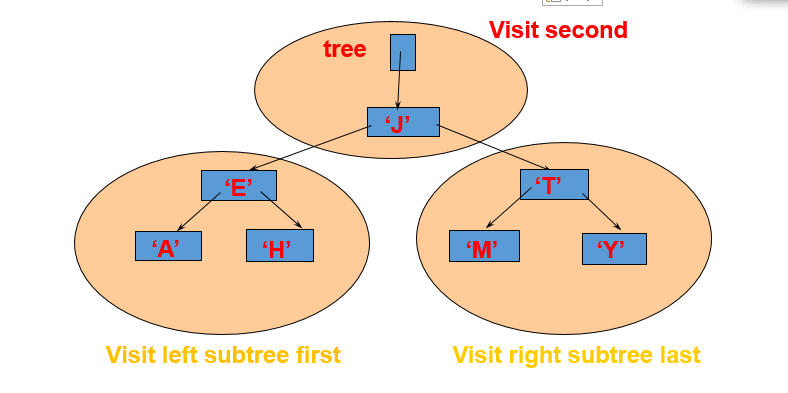 Visit second
tree
‘J’
‘E’
‘T’
‘A’
‘H’
‘M’
‘Y’
Visit left subtree first
Visit right subtree last